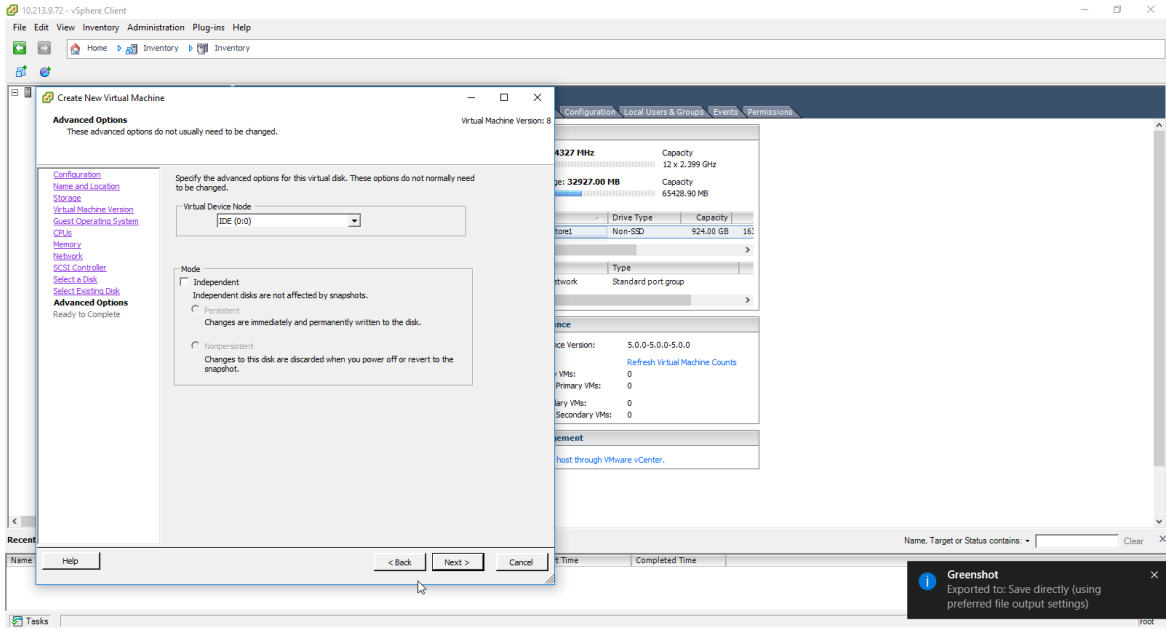 10.213.9.72 - vSphere Client
File Edit View Inventory Administration Plug-ins Help
Home Inventory Inventory
Create New Virtual Machine
Advanced Options
These advanced options do not usually need to be changed.
Virtual Machine Version: 8
Configuration
Name and Location
Storage
Virtual Machine Version
Guest Operating System
CPUs
Memory
Network
SCSI Controller
Select a Disk
Select Existing Disk
Advanced Options
Ready to Complete
Specify the advanced options for this virtual disk. These options do not normally need
to be changed.
Virtual Device Node
IDE (0:0)
Mode
Independent
Independent disks are not affected by snapshots.
Persistent
Changes are immediately and permanently written to the disk.
Nonpersistent
Changes to this disk are discarded when you power off or revert to the
snapshot.
Help
< Back Next > Cancel
Configuration Local Users & Groups Events Permissions
4327 MHz Capacity
12 x 2.399 GHz
ge: 32927.00 MB Capacity
65428.90 MB
Drive Type Capacity
tore1 Non-SSD 924.00 GB 163
Type
etwork Standard port group
ance
nce Version: 5.0.0-5.0.0-5.0.0
Refresh Virtual Machine Counts
y VMs: 0
Primary VMs: 0
dary VMs: 0
Secondary VMs: 0
gement
host through VMware vCenter.
Recent
Name, Target or Status contains: Clear
Name t Time Completed Time
Greenshot
Exported to: Save directly (using
preferred file output settings)
Tasks root